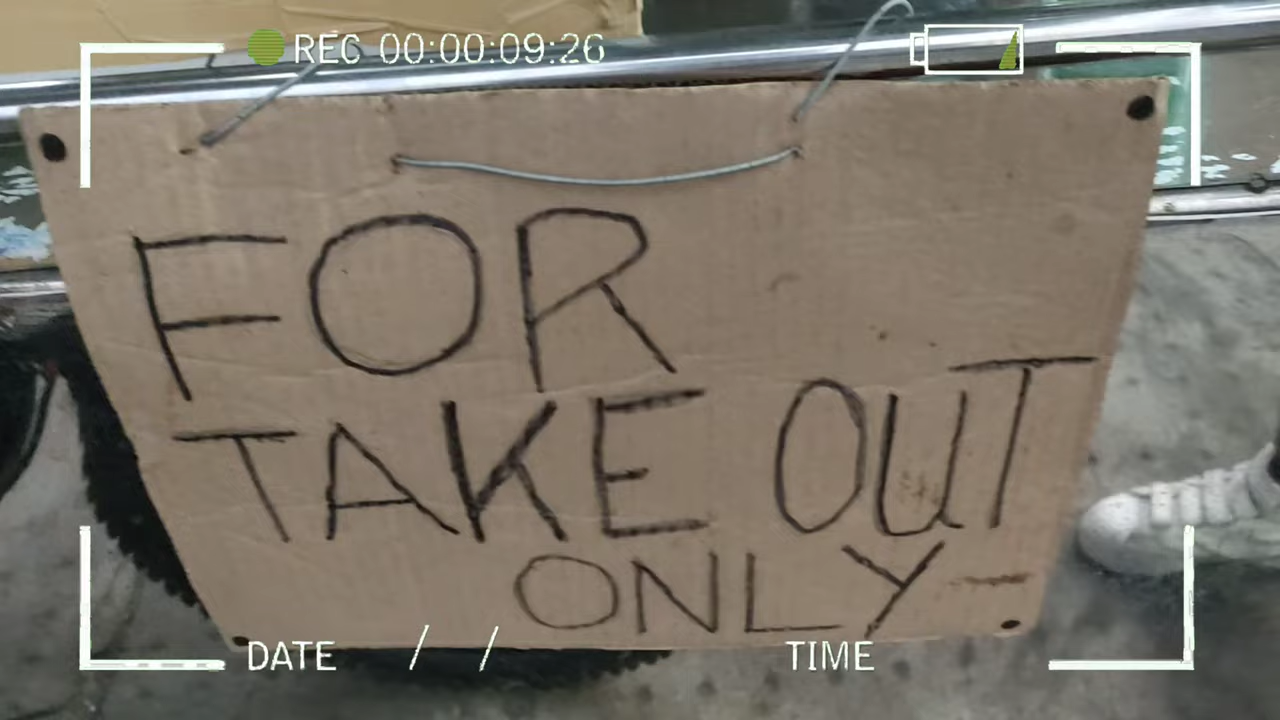 REC 00:00:09:26
FOR
TAKE OUT
ONLY-
DATE / / TIME